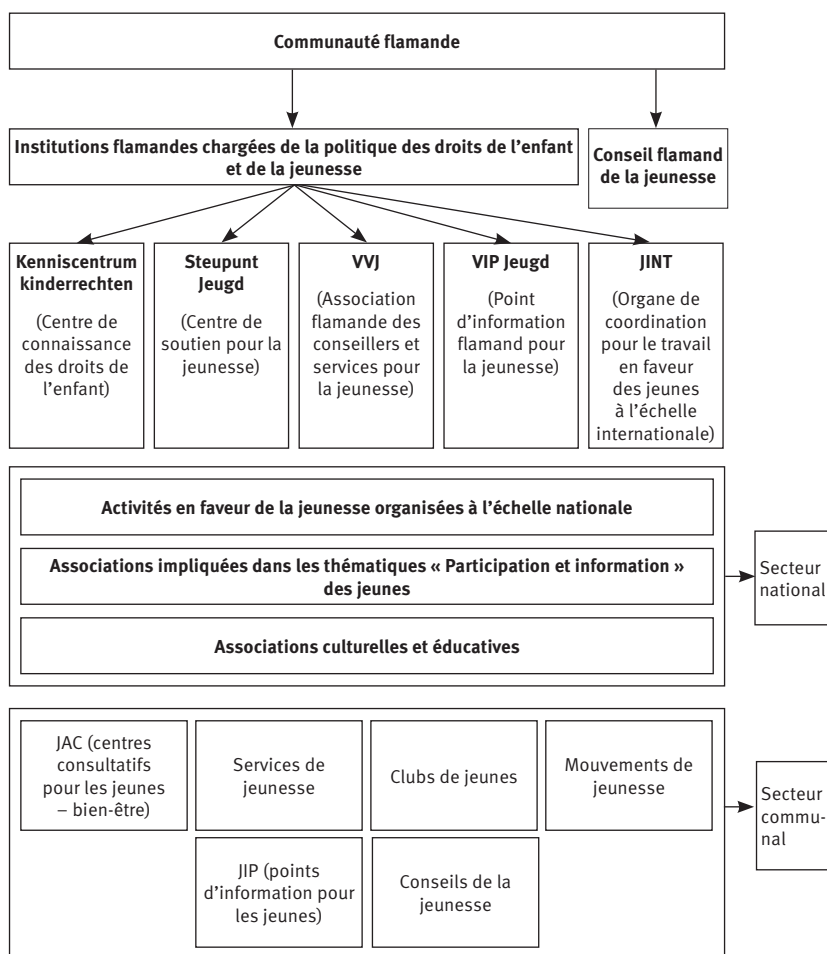 Communauté flamande
Institutions flamandes chargées de la politique des droits de l’enfant
et de la jeunesse
Conseil flamand
de la jeunesse
Kenniscentrum
kinderrechten
(Centre de
connaissance
des droits de
l’enfant)
Steupunt
Jeugd
(Centre de
soutien pour la
jeunesse)
VVJ
(Association
flamande des
conseillers et
services pour
la jeunesse)
VIP Jeugd
(Point
d’information
flamand pour
la jeunesse)
JINT
(Organe de
coordination
pour le travail
en faveur
des jeunes
à l’échelle
internationale)
Activités en faveur de la jeunesse organisées à l’échelle nationale
Associations impliquées dans les thématiques « Participation et information »
des jeunes
Associations culturelles et éducatives
Secteur
national
JAC (centres
consultatifs
pour les jeunes
– bien-être)
Services de
jeunesse
Clubs de jeunes
Mouvements de
jeunesse
JIP (points
d’information pour
les jeunes)
Conseils de la
jeunesse
Secteur
commu-
nal